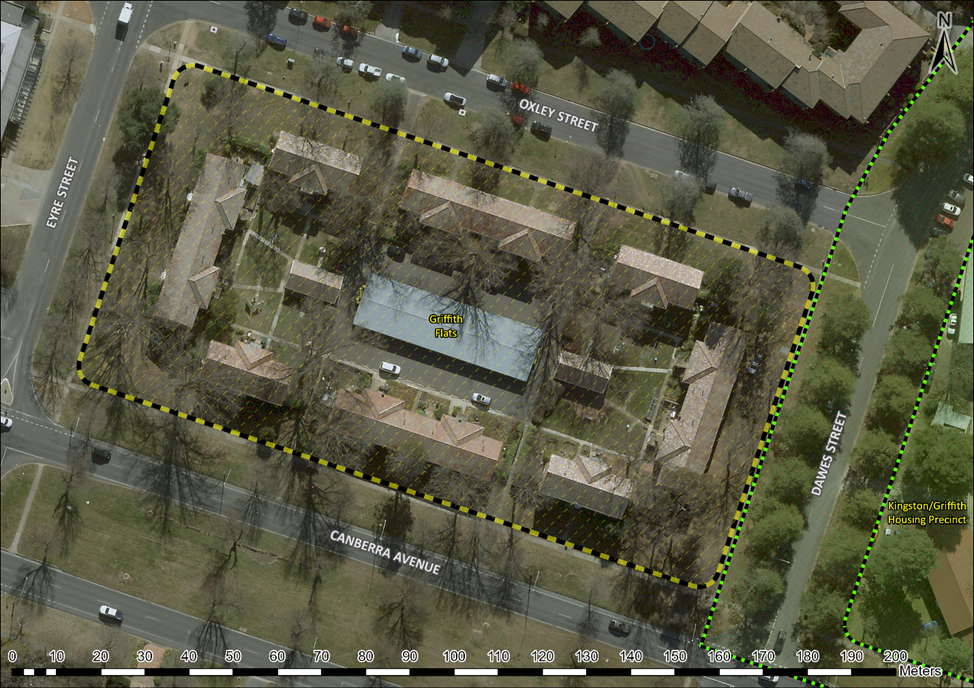 N
OXLEY STREET
EYRE STREET
Griffith
Flats
DAWES STREET
Kingston/Griffith
Housing Precinct
CANBERRA AVENUE
0 10 20 30 40 50 60 70 80 90 100 110 120 130 140 150 160 170 180 190 200
Meters